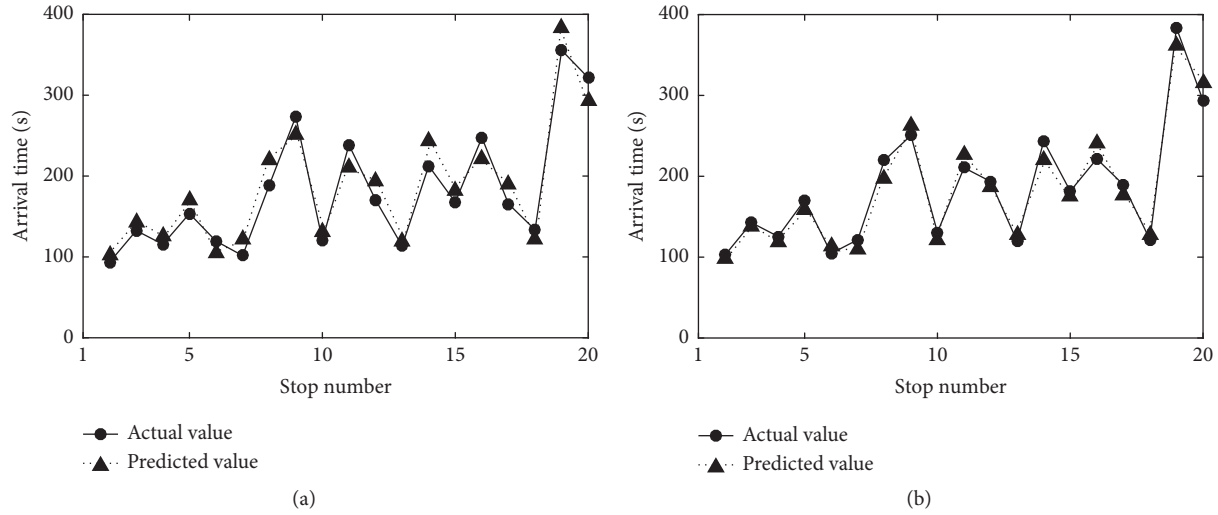 400
300
200
100
0
Arrival time (s)
1
5
10
15
20
Stop number
Actual value
Predicted value
(a)
400
300
200
100
0
Arrival time (s)
1
5
10
15
20
Stop number
Actual value
Predicted value
(b)